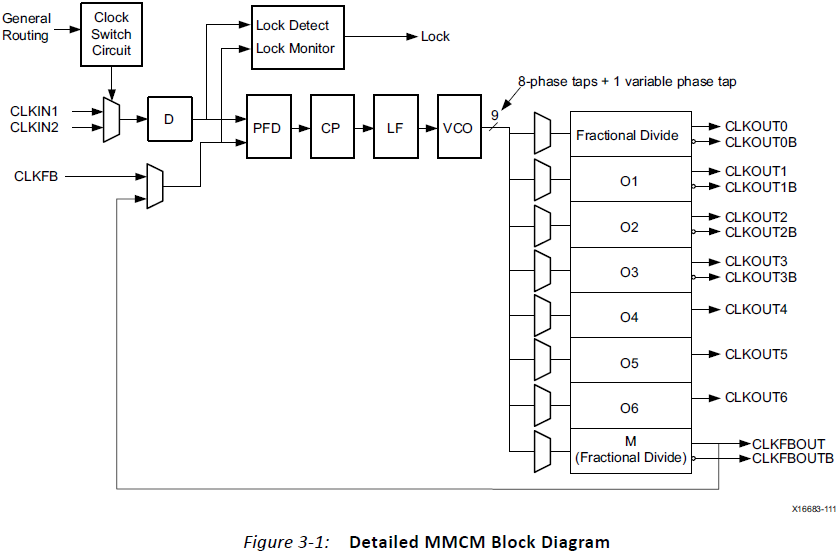 General
Routing
Clock
Switch
Circuit
Lock Detect
Lock Monitor
Lock
8-phase taps + 1 variable phase tap
CLKIN1
CLKIN2
D
PFD
CP
LF
VCO
9
CLKFB
Fractional Divide
CLKOUT0
CLKOUT0B
O1
CLKOUT1
CLKOUT1B
O2
CLKOUT2
CLKOUT2B
O3
CLKOUT3
CLKOUT3B
O4
CLKOUT4
O5
CLKOUT5
O6
CLKOUT6
M
(Fractional Divide)
CLKFBOUT
CLKFBOUTB
X16683-111
Figure 3-1: Detailed MMCM Block Diagram